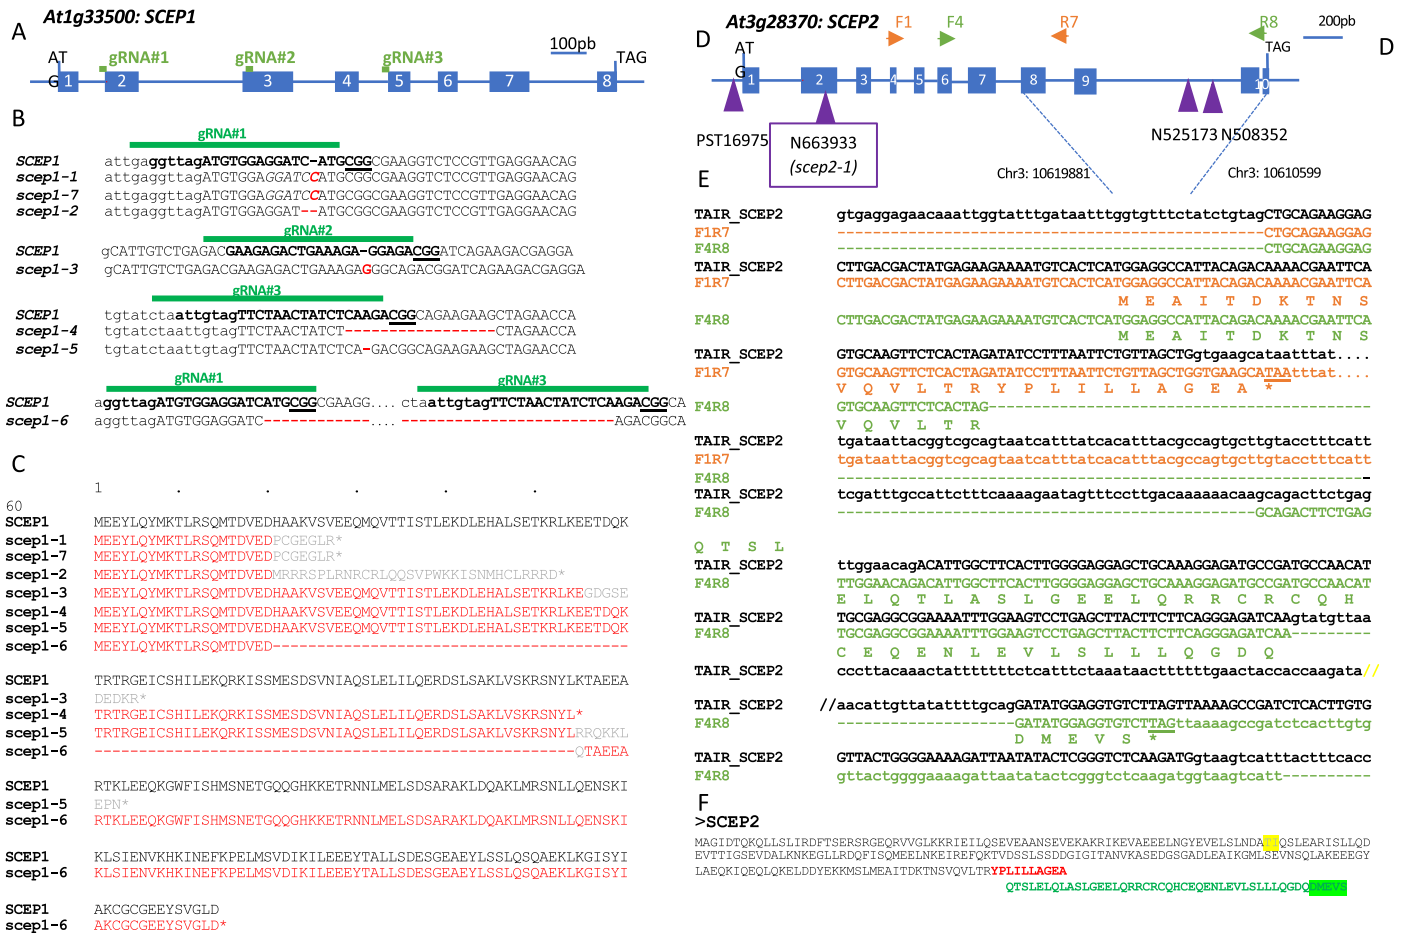 At1g33500: SCEP1
A
AT
G
gRNA#1
gRNA#2
gRNA#3
100pb
TAG
1 2 3 4 5 6 7 8
B
gRNA#1
SCEP1 attgaggttagATGTGGAGGATC-ATGCGGCGAAGGTCTCCGTTGAGGAACAG
scep1-1 attgaggttagATGTGGAGGATCCATGCGGCGAAGGTCTCCGTTGAGGAACAG
scep1-7 attgaggttagATGTGGAGGATCCATGCGGCGAAGGTCTCCGTTGAGGAACAG
scep1-2 attgaggttagATGTGGAGGAT--ATGCGGCGAAGGTCTCCGTTGAGGAACAG
gRNA#2
SCEP1 gCATTGTCTGAGACGAAGAGACTGAAAGA-GGAGACGGATCAGAAGACGAGGA
scep1-3 gCATTGTCTGAGACGAAGAGACTGAAAGAGGGCAGACGGATCAGAAGACGAGGA
gRNA#3
SCEP1 tgtatctaattgtagTTCTAACTATCTCAAGACGGCAGAAGAAGCTAGAACCA
scep1-4 tgtatctaattgtagTTCTAACTATCT-----------------CTAGAACCA
scep1-5 tgtatctaattgtagTTCTAACTATCTCA-GACGGCAGAAGAAGCTAGAACCA
gRNA#1 gRNA#3
SCEP1 aggttagATGTGGAGGATCATGCGGCGAAGG.... ctaattgtagTTCTAACTATCTCAAGACGGCA
scep1-6 aggttagATGTGGAGGATC------------.... ------------------------AGACGGCA
C
1 . . . . .
60
SCEP1 MEEYLQYMKTLRSQMTDVEDHAAKVSVEEQMQVTTISTLEKDLEHALSETKRLKEETDQK
scep1-1 MEEYLQYMKTLRSQMTDVEDPCGEGLR*
scep1-7 MEEYLQYMKTLRSQMTDVEDPCGEGLR*
scep1-2 MEEYLQYMKTLRSQMTDVEDMRRRSPLRNRCRLQQSVPWKKISNMHCLRRRD*
scep1-3 MEEYLQYMKTLRSQMTDVEDHAAKVSVEEQMQVTTISTLEKDLEHALSETKRLKEGDGSE
scep1-4 MEEYLQYMKTLRSQMTDVEDHAAKVSVEEQMQVTTISTLEKDLEHALSETKRLKEETDQK
scep1-5 MEEYLQYMKTLRSQMTDVEDHAAKVSVEEQMQVTTISTLEKDLEHALSETKRLKEETDQK
scep1-6 MEEYLQYMKTLRSQMTDVED----------------------------------------
SCEP1 TRTRGEICSHILEKQRKISSMESDSVNIAQSLELILQERDSLSAKLVSKRSNYLKTAEEA
scep1-3 DEDKR*
scep1-4 TRTRGEICSHILEKQRKISSMESDSVNIAQSLELILQERDSLSAKLVSKRSNYL*
scep1-5 TRTRGEICSHILEKQRKISSMESDSVNIAQSLELILQERDSLSAKLVSKRSNYLRRQKKL
scep1-6 ------------------------------------------------------QTAEEA
SCEP1 RTKLEEQKGWFISHMSNETGQQGHKKETRNNLMELSDSARAKLDQAKLMRSNLLQENSKI
scep1-5 EPN*
scep1-6 RTKLEEQKGWFISHMSNETGQQGHKKETRNNLMELSDSARAKLDQAKLMRSNLLQENSKI
SCEP1 KLSIENVKHKINEFKPELMSVDIKILEEEYTALLSDESGEAEYLSSLQSQAEKLKGISYI
scep1-6 KLSIENVKHKINEFKPELMSVDIKILEEEYTALLSDESGEAEYLSSLQSQAEKLKGISYI
SCEP1 AKCGCGEEYSVGLD
scep1-6 AKCGCGEEYSVGLD*
At3g28370: SCEP2
D
AT
G
F1
F4
R7
R8
TAG
200pb
D
1 2 3 4 5 6 7 8 9 10
PST16975
N663933
(scep2-1)
N525173 N508352
Chr3: 10619881
Chr3: 10610599
E
TAIR_SCEP2 gtgaggagaacaaattggtatttgataatttggtgtttctatctgtagCTGCAGAAGGAG
F1R7 ------------------------------------------------CTGCAGAAGGAG
F4R8 ------------------------------------------------CTGCAGAAGGAG
TAIR_SCEP2 CTTGACGACTATGAGAAGAAAATGTCACTCATGGAGGCCATTACAGACAAAACGAATTCA
F1R7 CTTGACGACTATGAGAAGAAAATGTCACTCATGGAGGCCATTACAGACAAAACGAATTCA
M E A I T D K T N S
F4R8 CTTGACGACTATGAGAAGAAAATGTCACTCATGGAGGCCATTACAGACAAAACGAATTCA
M E A I T D K T N S
TAIR_SCEP2 GTGCAAGTTCTCACTAGATATCCTTTAATTCTGTTAGCTGgtgaagcataatttat....
F1R7 GTGCAAGTTCTCACTAGATATCCTTTAATTCTGTTAGCTGGTGAAGCATAAtttat....
V Q V L T R Y P L I L L A G E A *
F4R8 GTGCAAGTTCTCACTAG-------------------------------------------
V Q V L T R
TAIR_SCEP2 tgataattacggtcgcagtaatcatttatcacatttacgccagtgcttgtacctttcatt
F1R7 tgataattacggtcgcagtaatcatttatcacatttacgccagtgcttgtacctttcatt
F4R8 ------------------------------------------------------------
TAIR_SCEP2 tcgatttgccattctttcaaaagaatagtttccttgacaaaaaacaagcagacttctgag
F4R8 -----------------------------------------------GCAGACTTCTGAG
Q T S L
TAIR_SCEP2 ttggaacagACATTGGCTTCACTTGGGGAGGAGCTGCAAAGGAGATGCCGATGCCAACAT
F4R8 TTGGAACAGACATTGGCTTCACTTGGGGAGGAGCTGCAAAGGAGATGCCGATGCCAACAT
E L Q T L A S L G E E L Q R R C R C Q H
TAIR_SCEP2 TGCGAGGCGGAAAATTTGGAAGTCCTGAGCTTACTTCTTCAGGGAGATCAAgtatgttaa
F4R8 TGCGAGGCGGAAAATTTGGAAGTCCTGAGCTTACTTCTTCAGGGAGATCAA---------
C E Q E N L E V L S L L L Q G D Q
TAIR_SCEP2 cccttacaaactatttttttctcatttctaaataacttttttgaactaccaccaagata//
TAIR_SCEP2 //aacattgttatattttgcagGATATGGAGGTGTCTTAGTTAAAAGCCGATCTCACTTGTG
F4R8 --------------------GATATGGAGGTGTCTTAGttaaaagccgatctcacttgtg
D M E V S *
TAIR_SCEP2 GTTACTGGGGAAAAGATTAATATACTCGGGTCTCAAGATGgtaagtcatttactttcacc
F4R8 gttactggggaaaagattaatatactcgggtctcaagatggtaagtcatt----------
F
>SCEP2
MAGIDTQKQLLSLIRDFTSERSRGEQRVVGLKKRIEILQSEVEAANSEVEKAKRIKEVAEEELNGYEVELSLNDATIQSLEARISLLQD
EVTTIGSEVDALKNKEGLLRDQFISQMEELNKEIREFQKTVDSSLSSDDGIGITANVKASEDGSGADLEAIKGMLSEVNSQLAKEEEGY
LAEQKIQEQLQKELDDYEKKMSLMEAITDKTNSVQVLTRYPLILLAGEA
QTSLELQLASLGEELQRRCRCQHCEQENLEVLSLLLQGDQDMEVS